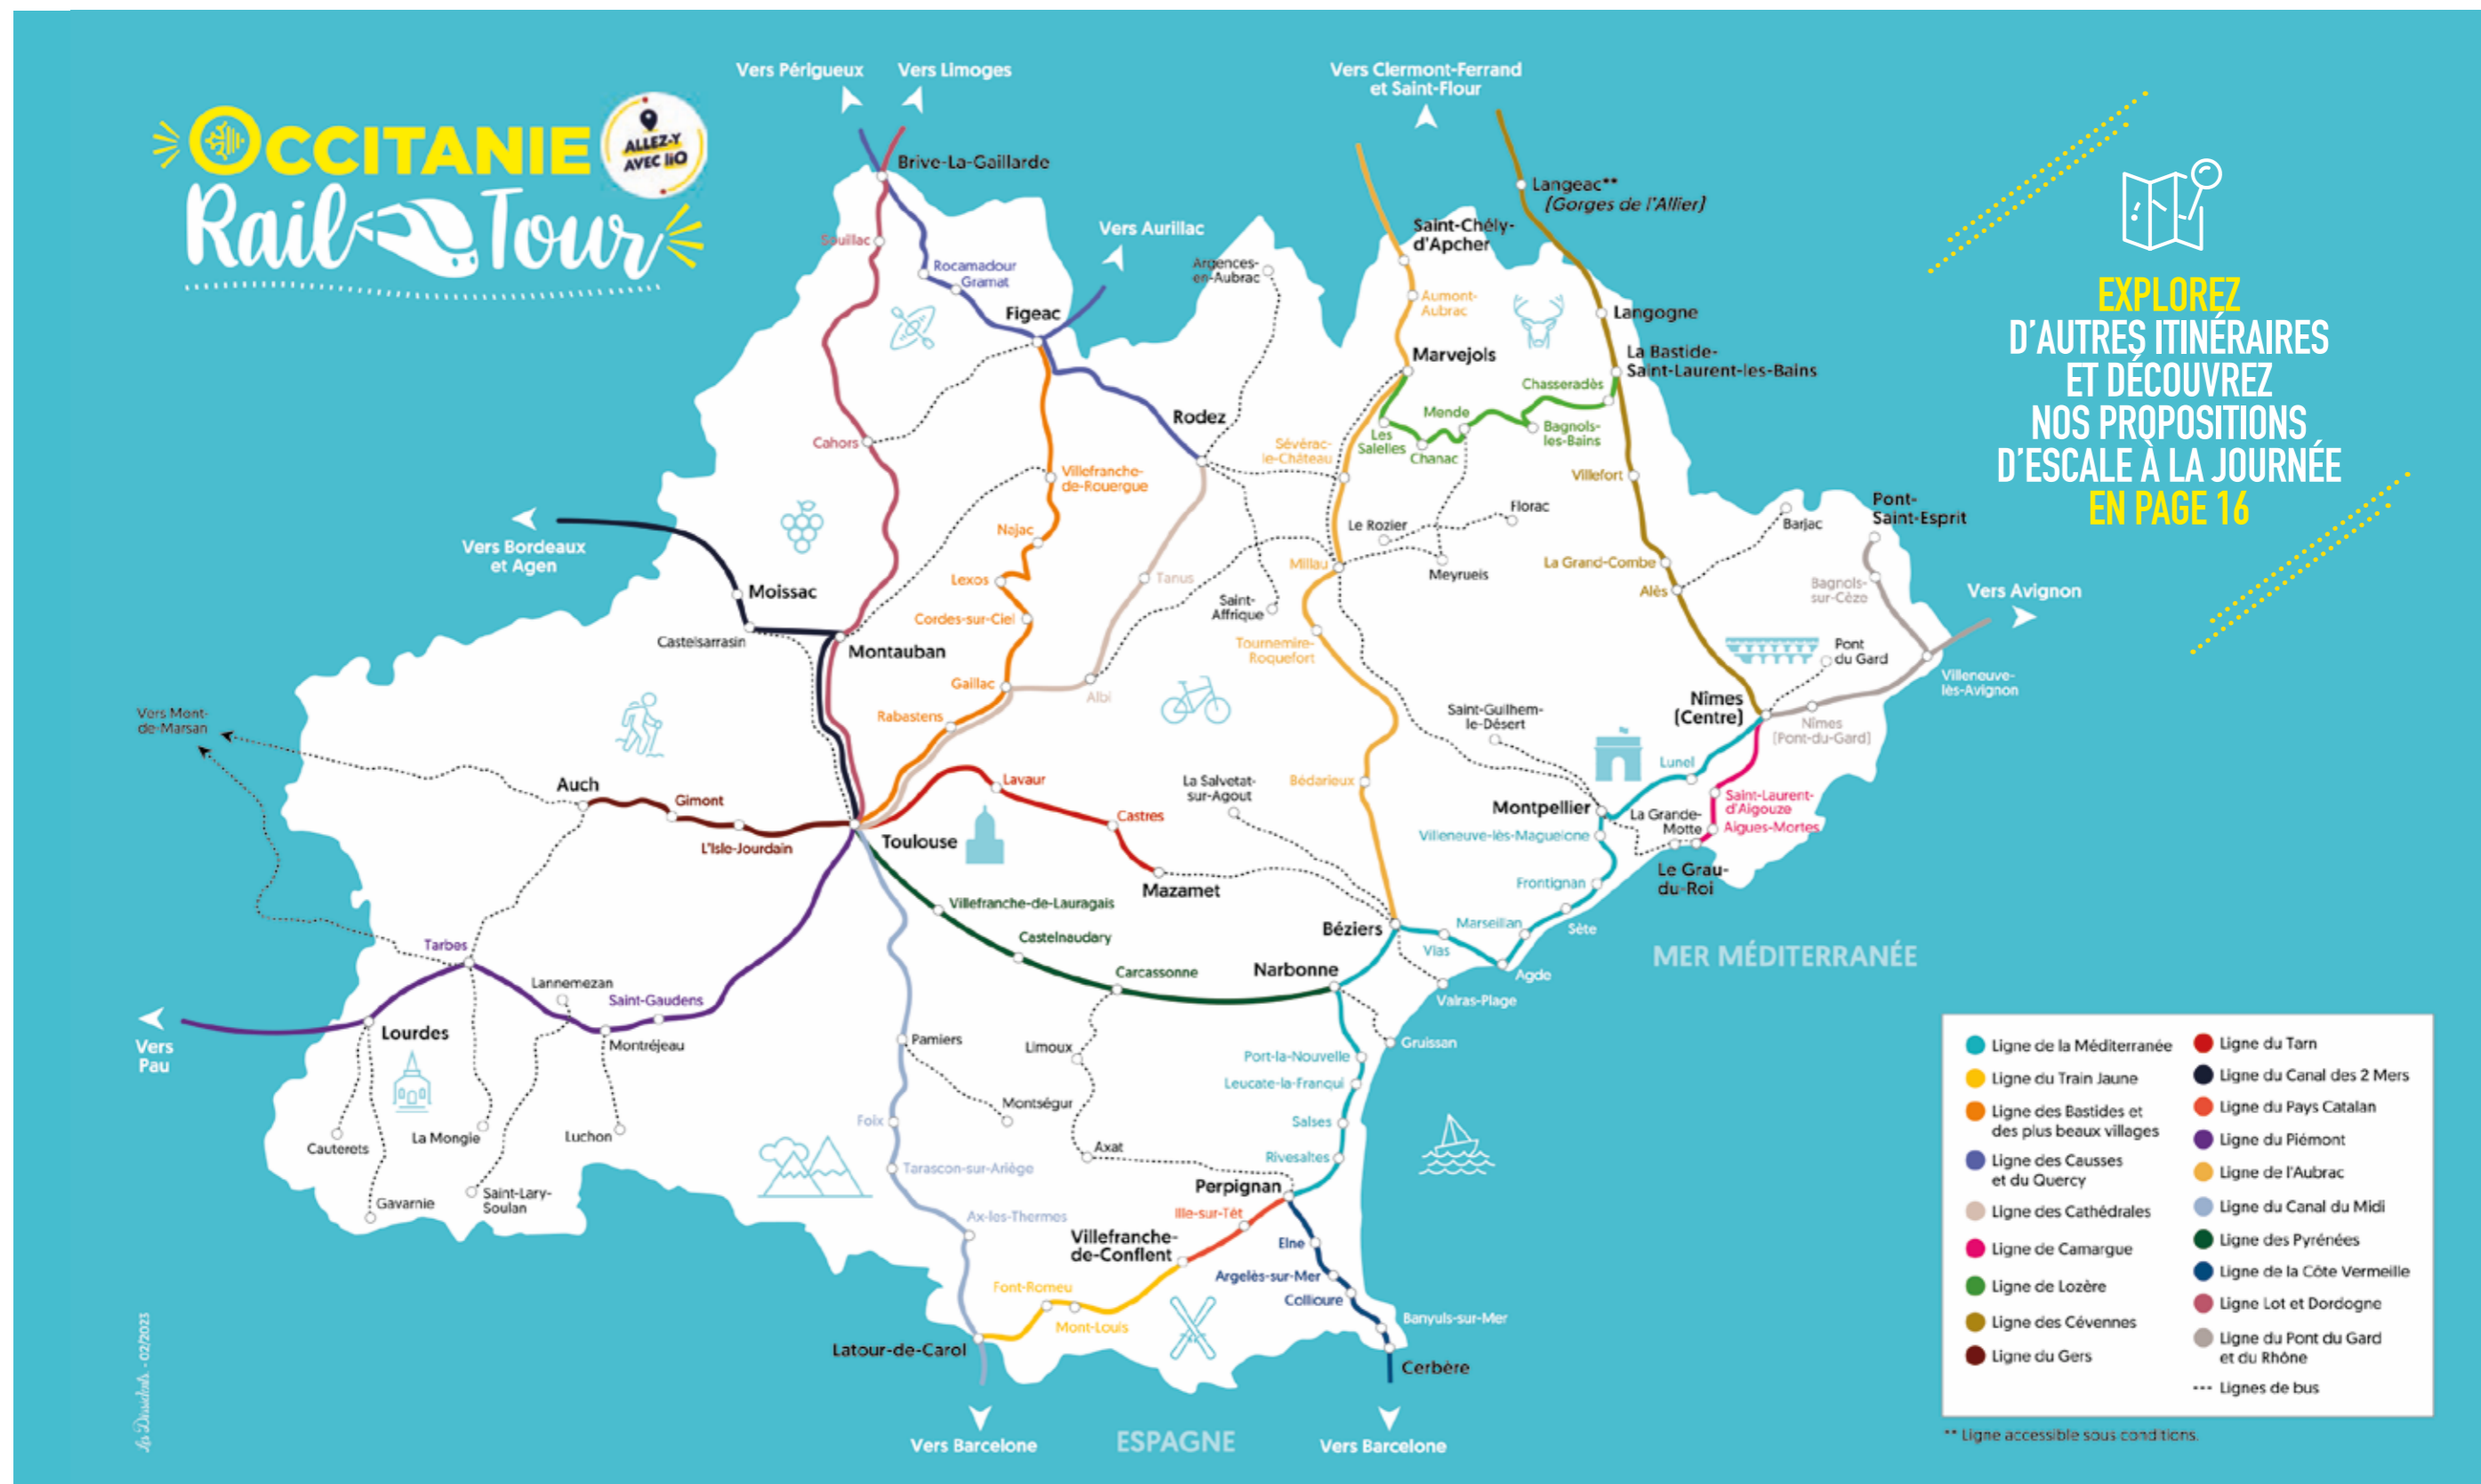 OCCITANIE
Rail Tour
ALLEZ-Y
AVEC liO
Vers Périgueux
Vers Limoges
Vers Clermont-Ferrand
et Saint-Flour
Brive-La-Gaillarde
Langeac**
(Gorges de l'Allier)
Saint-Chély-
d'Apcher
Vers Aurillac
Souillac
Rocamadour
Gramat
Argences-
en-Aubrac
Figeac
Aumont-
Aubrac
Langogne
Marvejols
La Bastide-
Saint-Laurent-les-Bains
Chasseradès
Mende
Bagnols-
les-Bains
Les
Salelles
Chanac
Rodez
Cahors
Sévérac-
le-Château
Villefranche-
de-Rouergue
Villefort
Florac
Le Rozier
Najac
Barjac
Pont-
Saint-Esprit
Vers Bordeaux
et Agen
Lexos
Tanus
Millau
Meyrueis
La Grand-Combe
Alès
Bagnols-
sur-Cèze
Vers Avignon
Moissac
Saint-
Affrique
Cordes-sur-Ciel
Castelsarrasin
Montauban
Tournemire-
Roquefort
Pont
du Gard
Villeneuve-
lès-Avignon
Gaillac
Albi
Rabastens
Saint-Guilhem-
le-Désert
Nîmes
(Centre)
Nîmes
(Pont-du-Gard)
Vers Mont-
de-Marsan
Lunel
Auch
Gimont
L'Isle-Jourdain
Lavaur
La Salvetat-
sur-Agout
Bédarieux
Montpellier
La Grande-
Motte
Saint-Laurent-
d'Aigouze
Aigues-Mortes
Castres
Toulouse
Villeneuve-lès-Maguelone
Le Grau-
du-Roi
Mazamet
Frontignan
Villefranche-de-Lauragais
Castelnaudary
Béziers
Marseillan
Sète
Vias
Agde
MER MÉDITERRANÉE
Tarbes
Carcassonne
Narbonne
Lannemezan
Saint-Gaudens
Valras-Plage
Lourdes
Montréjeau
Vers
Pau
Pamiers
Limoux
Gruissan
Port-la-Nouvelle
Leucate-la-Franqui
Montségur
Salses
Foix
Cauterets
La Mongie
Luchon
Axat
Rivesaltes
Tarascon-sur-Ariège
Perpignan
Gavarnie
Saint-Lary-
Soulan
Ille-sur-Têt
Ax-les-Thermes
Villefranche-
de-Conflent
Elne
Argelès-sur-Mer
Collioure
Font-Romeu
Mont-Louis
Banyuls-sur-Mer
Latour-de-Carol
Cerbère
Vers Barcelone
ESPAGNE
Vers Barcelone
EXPLOREZ
D'AUTRES ITINÉRAIRES
ET DÉCOUVREZ
NOS PROPOSITIONS
D'ESCALE À LA JOURNÉE
EN PAGE 16
Ligne de la Méditerranée
Ligne du Train Jaune
Ligne des Bastides et
des plus beaux villages
Ligne des Causses
et du Quercy
Ligne des Cathédrales
Ligne de Camargue
Ligne de Lozère
Ligne des Cévennes
Ligne du Gers
Ligne du Tarn
Ligne du Canal des 2 Mers
Ligne du Pays Catalan
Ligne du Piémont
Ligne de l'Aubrac
Ligne du Canal du Midi
Ligne des Pyrénées
Ligne de la Côte Vermeille
Ligne Lot et Dordogne
Ligne du Pont du Gard
et du Rhône
Lignes de bus
** Ligne accessible sous conditions.
Les Dissidents - 02/2023